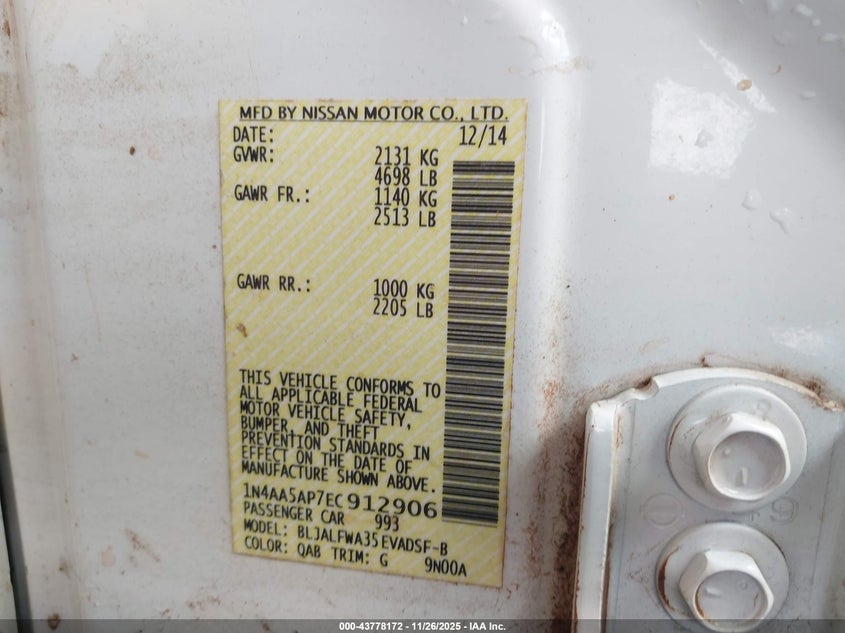 MFD BY NISSAN MOTOR CO., LTD.
DATE: 12/14
GVWR: 2131 KG
4698 LB
GAWR FR.: 1140 KG
2513 LB
GAWR RR.: 1000 KG
2205 LB
THIS VEHICLE CONFORMS TO
ALL APPLICABLE FEDERAL
MOTOR VEHICLE SAFETY,
BUMPER, AND THEFT
PREVENTION STANDARDS IN
EFFECT ON THE DATE OF
MANUFACTURE SHOWN ABOVE.
1N4AA5AP7EC912906
PASSENGER CAR 993
MODEL: BLJALFWA35EVADSF-B
COLOR: QAB TRIM: G 9N00A
000-43778172 - 11/26/2025 - IAA Inc.